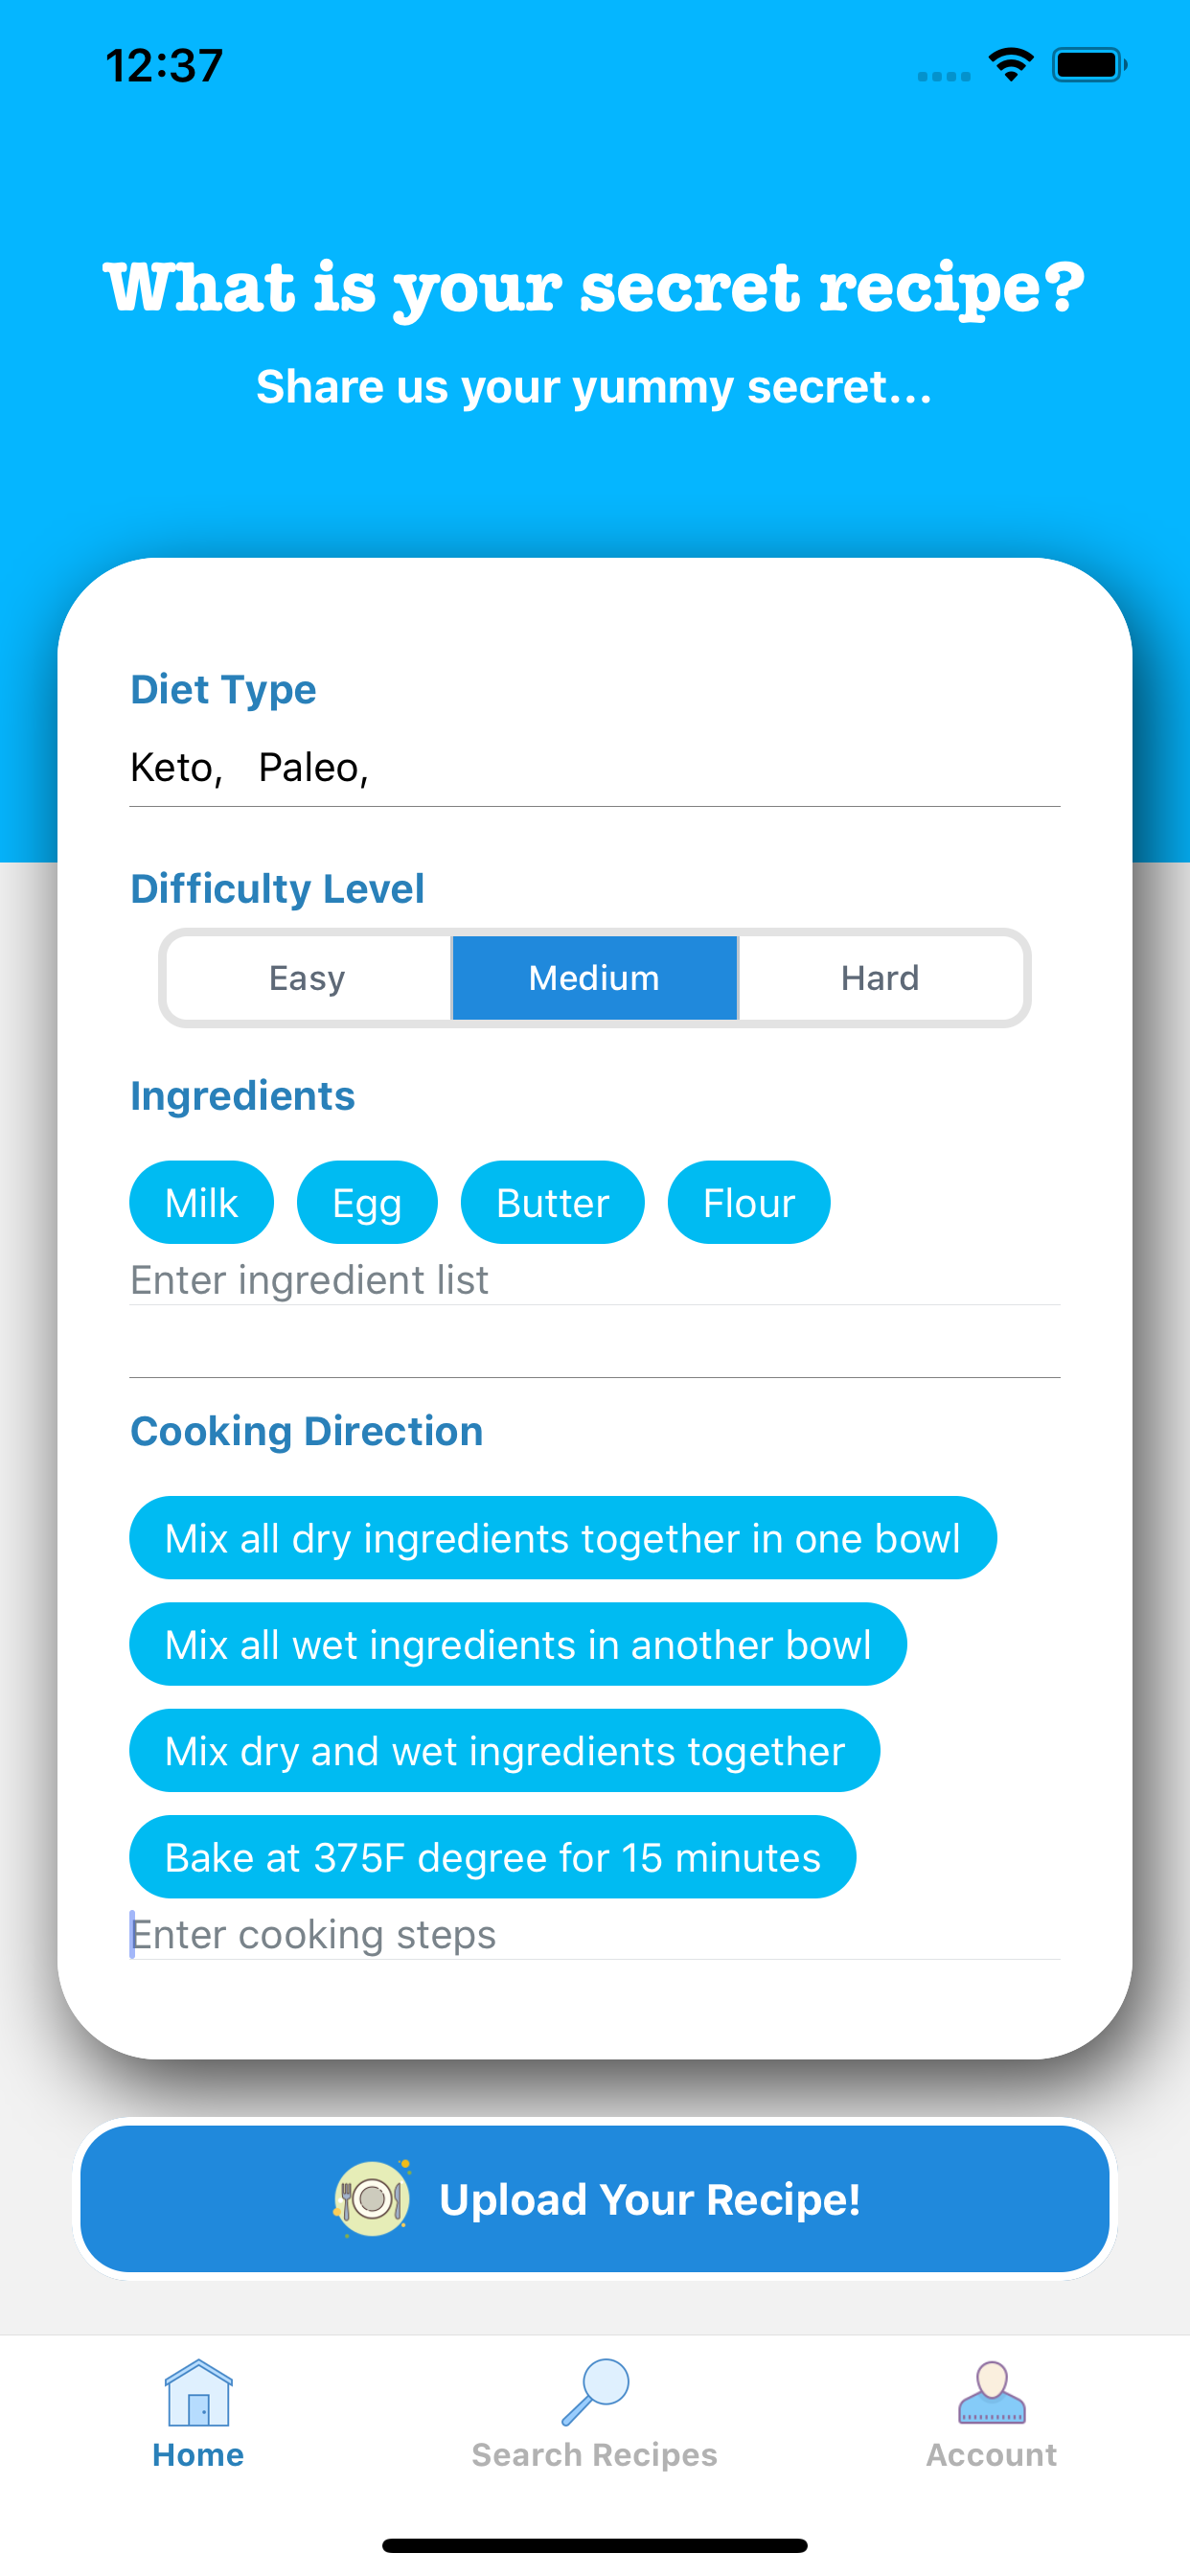 12:37
What is your secret recipe?
Share us your yummy secret...
Diet Type
Keto, Paleo,
Difficulty Level
Easy Medium Hard
Ingredients
Milk Egg Butter Flour
Enter ingredient list
Cooking Direction
Mix all dry ingredients together in one bowl
Mix all wet ingredients in another bowl
Mix dry and wet ingredients together
Bake at 375F degree for 15 minutes
Enter cooking steps
Upload Your Recipe!
Home Search Recipes Account